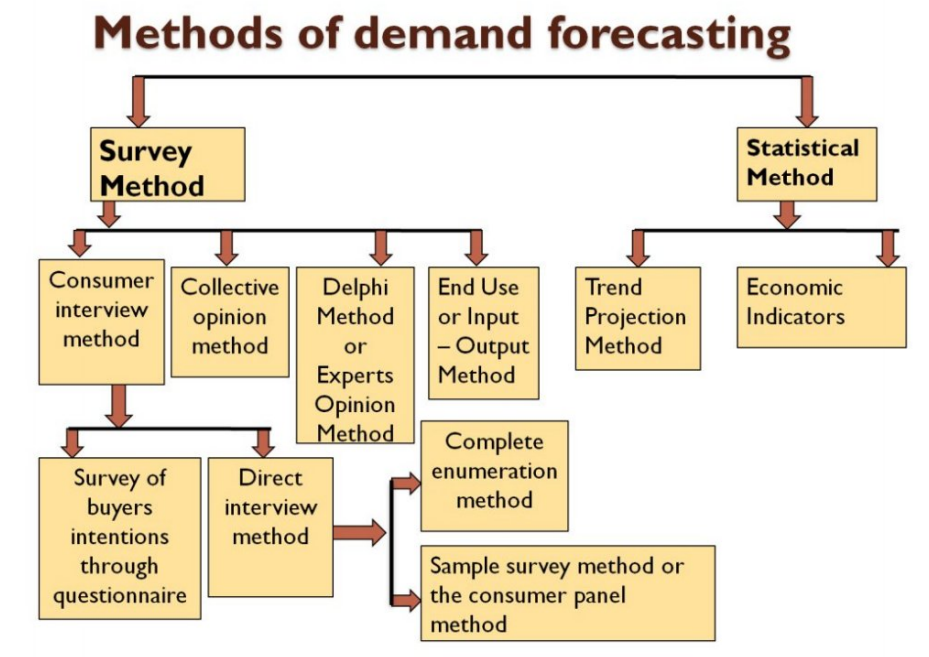 Methods of demand forecasting
Survey
Method
Statistical
Method
Consumer
interview
method
Collective
opinion
method
Delphi
Method
or
Experts
Opinion
Method
End Use
or Input
– Output
Method
Trend
Projection
Method
Economic
Indicators
Survey of
buyers
intentions
through
questionnaire
Direct
interview
method
Complete
enumeration
method
Sample survey method or
the consumer panel
method